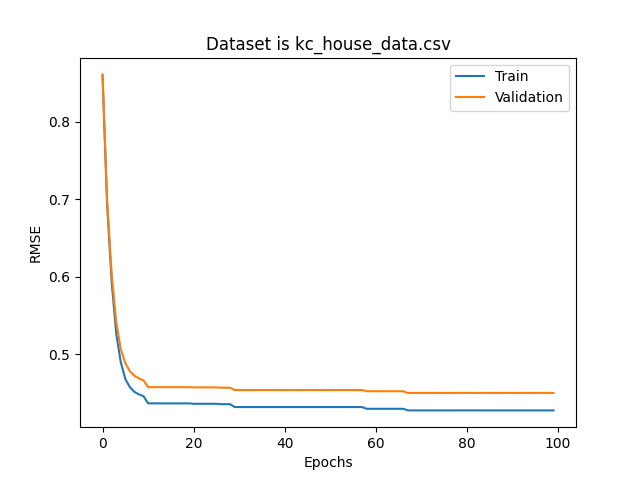 Dataset is kc_house_data.csv
Train
Validation
RMSE
0.8
0.7
0.6
0.5
0 20 40 60 80 100
Epochs